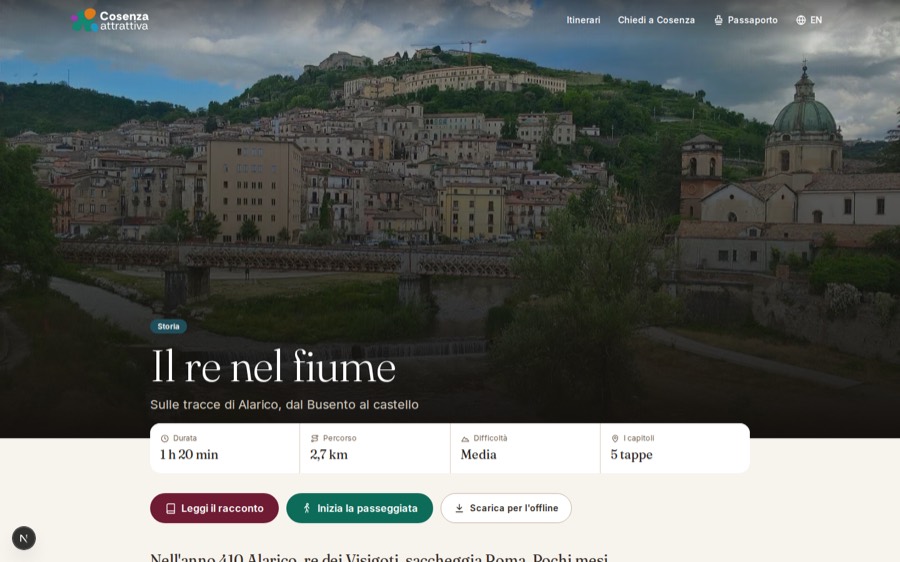 Cosenza
attrattiva
Itinerari
Chiedi a Cosenza
Passaporto
EN
Storia
Il re nel fiume
Sulle tracce di Alarico, dal Busento al castello
Durata
1 h 20 min
Percorso
2,7 km
Difficoltà
Media
I capitoli
5 tappe
Leggi il racconto
Inizia la passeggiata
Scarica per l'offline
N
Nell'anno 410 Alarico, re dei Visigoti, saccheggia Roma. Pochi mesi